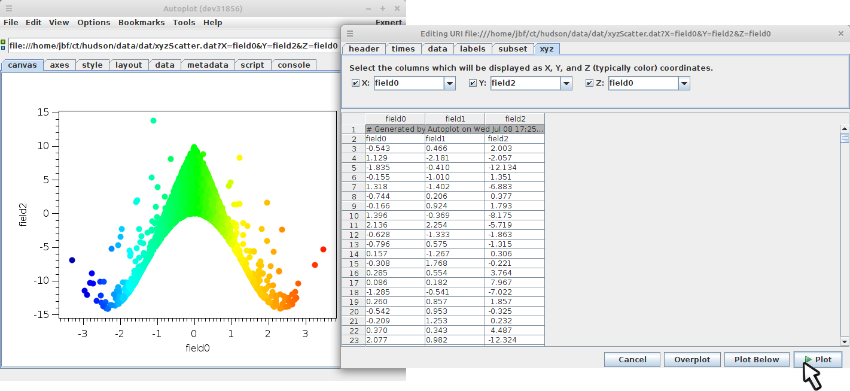 Autoplot (dev31856)
File Edit View Options Bookmarks Tools Help Expert
file:///home/jbf/ct/hudson/data/dat/xyzScatter.dat?X=field0&Y=field2&Z=field0
canvas axes style layout data metadata script console
15
10
5
0
-5
-10
-15
field2
-3 -2 -1 0 1 2 3
field0
Editing URI file:///home/jbf/ct/hudson/data/dat/xyzScatter.dat?X=field0&Y=field2&Z=field0
header times data labels subset xyz
Select the columns which will be displayed as X, Y, and Z (typically color) coordinates.
X: field0 Y: field2 Z: field0
field0 field1 field2
1 # Generated by Autoplot on Wed Jul 08 17:25...
2 field0 field1 field2
3 -0.543 0.466 2.003
4 1.129 -2.181 -2.057
5 -1.835 -0.410 -12.134
6 -0.155 -1.010 1.351
7 1.318 -1.402 -6.883
8 -0.744 0.206 0.377
9 -0.166 0.924 1.793
10 1.396 -0.369 -8.175
11 2.136 2.254 -5.719
12 -0.628 -1.333 -1.863
13 -0.796 0.575 -1.315
14 0.157 -1.267 0.306
15 -0.308 1.768 -0.221
16 0.285 0.554 3.764
17 0.086 0.182 7.967
18 -1.285 -0.541 -7.022
19 0.260 0.857 1.857
20 -0.542 0.953 -0.325
21 -0.209 1.253 0.232
22 0.370 0.343 4.487
23 2.077 0.982 -12.324
Cancel Overplot Plot Below Plot